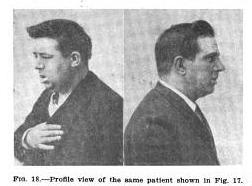 FIG. 18.—Profile view of the same patient shown in Fig. 17.